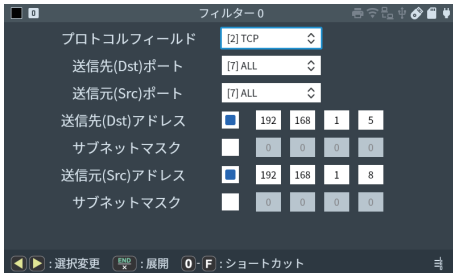 0 フィルター 0
プロトコルフィールド [2] TCP
送信先(Dst)ポート [7] ALL
送信元(Src)ポート [7] ALL
送信先(Dst)アドレス 192 168 1 5
サブネットマスク 0 0 0 0
送信元(Src)アドレス 192 168 1 8
サブネットマスク 0 0 0 0
:選択変更 END × :展開 0 - F :ショートカット